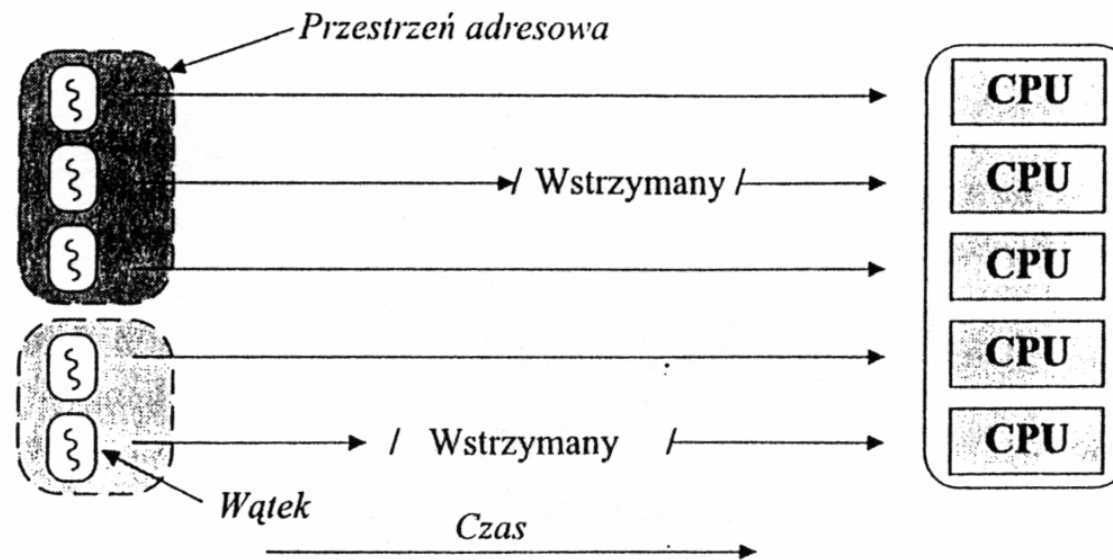 Przestrzeń adresowa
CPU
/ Wstrzymany /
CPU
CPU
CPU
/ Wstrzymany /
CPU
Wątek
Czas